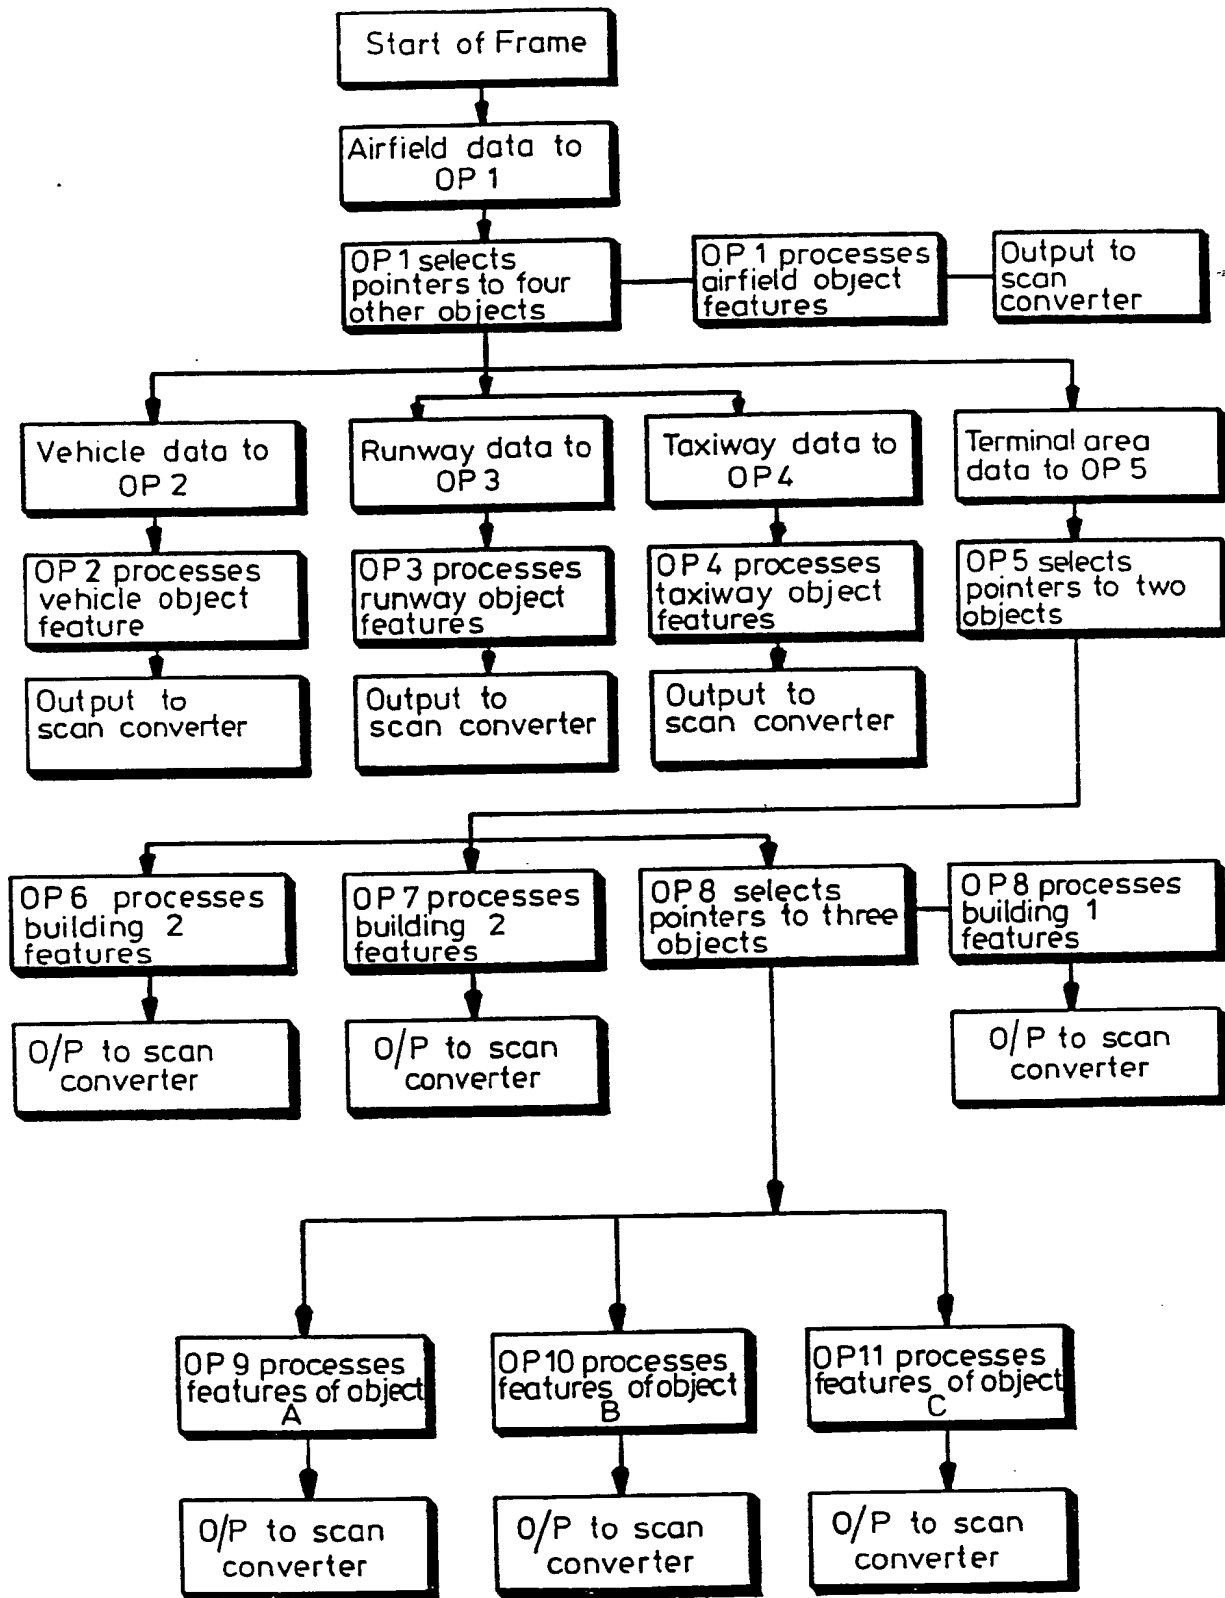 Start of Frame
Airfield data to
OP 1
OP 1 selects
pointers to four
other objects
OP 1 processes
airfield object
features
Output to
scan
converter
Vehicle data to
OP 2
Runway data to
OP 3
Taxiway data to
OP 4
Terminal area
data to OP 5
OP 2 processes
vehicle object
feature
OP 3 processes
runway object
features
OP 4 processes
taxiway object
features
OP 5 selects
pointers to two
objects
Output to
scan converter
Output to
scan converter
Output to
scan converter
OP 6 processes
building 2
features
OP 7 processes
building 2
features
OP 8 selects
pointers to three
objects
OP 8 processes
building 1
features
O/P to scan
converter
O/P to scan
converter
O/P to scan
converter
OP 9 processes
features of object
A
OP 10 processes
features of object
B
OP 11 processes
features of object
C
O/P to scan
converter
O/P to scan
converter
O/P to scan
converter